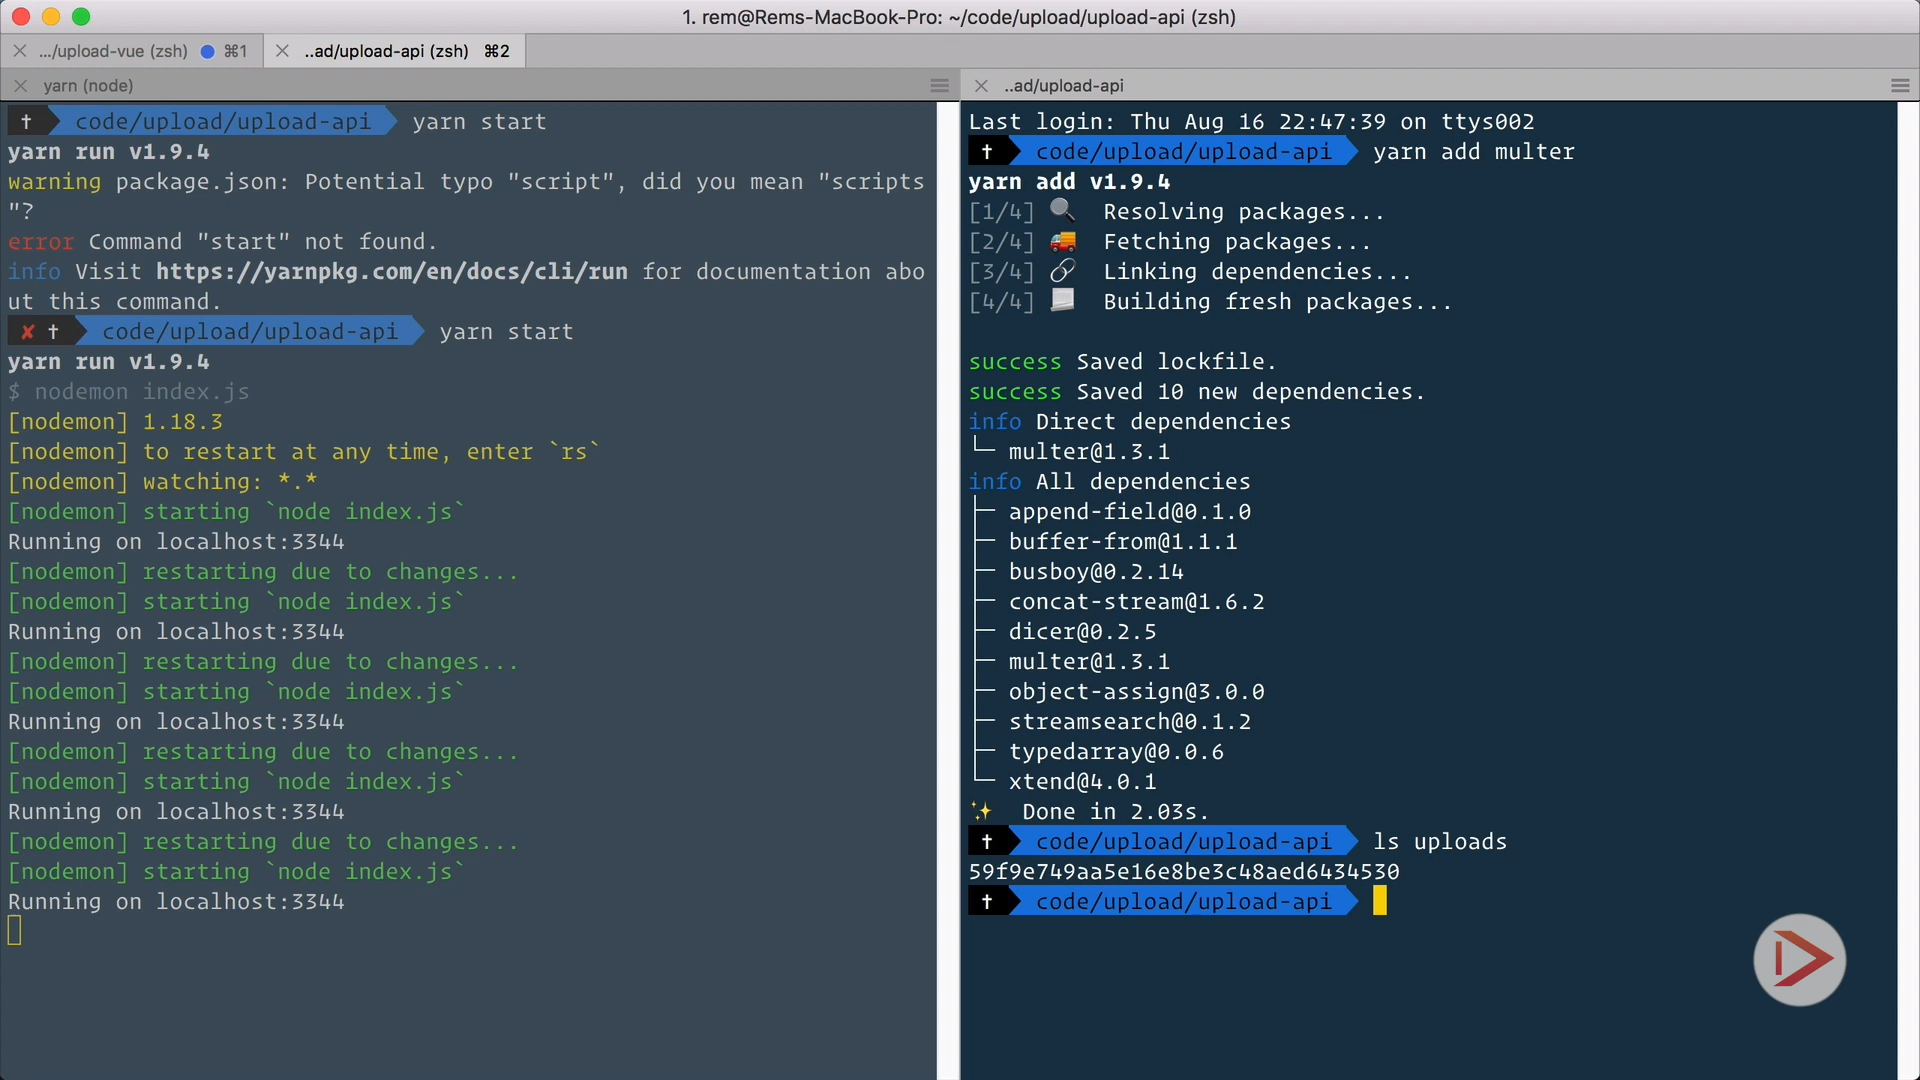 1. rem@Rems-MacBook-Pro: ~/code/upload/upload-api (zsh)
.../upload-vue (zsh) ⌘1
..ad/upload-api (zsh) ⌘2
yarn (node)
† code/upload/upload-api yarn start
yarn run v1.9.4
warning package.json: Potential typo "script", did you mean "scripts
"?
error Command "start" not found.
info Visit https://yarnpkg.com/en/docs/cli/run for documentation abo
ut this command.
✘ † code/upload/upload-api yarn start
yarn run v1.9.4
$ nodemon index.js
[nodemon] 1.18.3
[nodemon] to restart at any time, enter `rs`
[nodemon] watching: *.*
[nodemon] starting `node index.js`
Running on localhost:3344
[nodemon] restarting due to changes...
[nodemon] starting `node index.js`
Running on localhost:3344
[nodemon] restarting due to changes...
[nodemon] starting `node index.js`
Running on localhost:3344
[nodemon] restarting due to changes...
[nodemon] starting `node index.js`
Running on localhost:3344
[nodemon] restarting due to changes...
[nodemon] starting `node index.js`
Running on localhost:3344
..ad/upload-api
Last login: Thu Aug 16 22:47:39 on ttys002
† code/upload/upload-api yarn add multer
yarn add v1.9.4
[1/4] 🔍 Resolving packages...
[2/4] 🚚 Fetching packages...
[3/4] 🔗 Linking dependencies...
[4/4] 📃 Building fresh packages...
success Saved lockfile.
success Saved 10 new dependencies.
info Direct dependencies
└─ multer@1.3.1
info All dependencies
├─ append-field@0.1.0
├─ buffer-from@1.1.1
├─ busboy@0.2.14
├─ concat-stream@1.6.2
├─ dicer@0.2.5
├─ multer@1.3.1
├─ object-assign@3.0.0
├─ streamsearch@0.1.2
├─ typedarray@0.0.6
└─ xtend@4.0.1
✨ Done in 2.03s.
† code/upload/upload-api ls uploads
59f9e749aa5e16e8be3c48aed6434530
† code/upload/upload-api